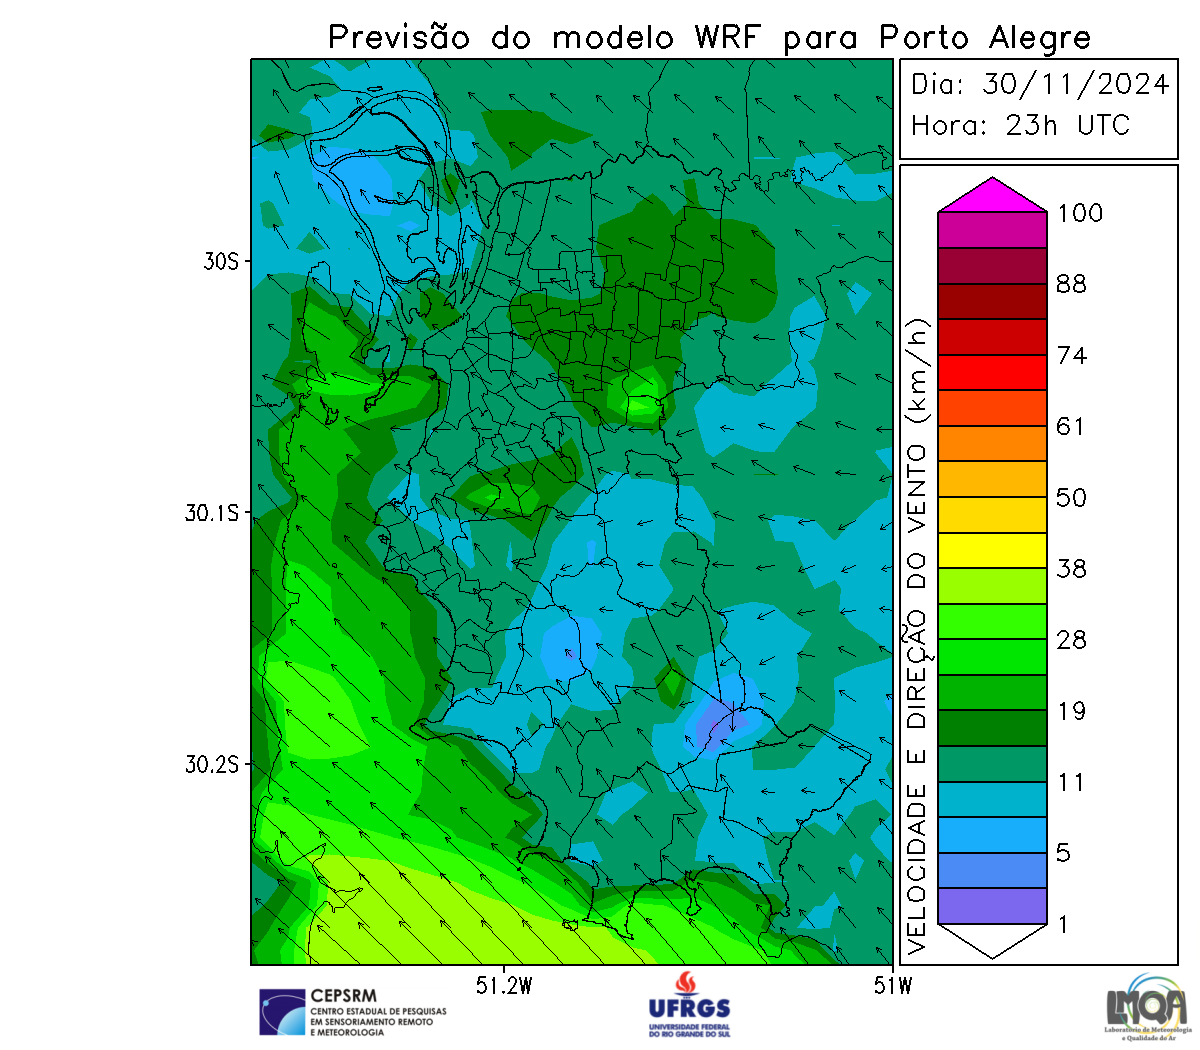 Previsão do modelo WRF para Porto Alegre
Dia: 30/11/2024
Hora: 23h UTC
VELOCIDADE E DIREÇÃO DO VENTO (km/h)
100
88
74
61
50
38
28
19
11
5
1
30S
30.1S
30.2S
51.2W
51W
CEPSRM
CENTRO ESTADUAL DE PESQUISAS
EM SENSORIAMENTO REMOTO
E METEOROLOGIA
UFRGS
UNIVERSIDADE FEDERAL
DO RIO GRANDE DO SUL
LMQA
Laboratório de Meteorologia
e Qualidade do Ar